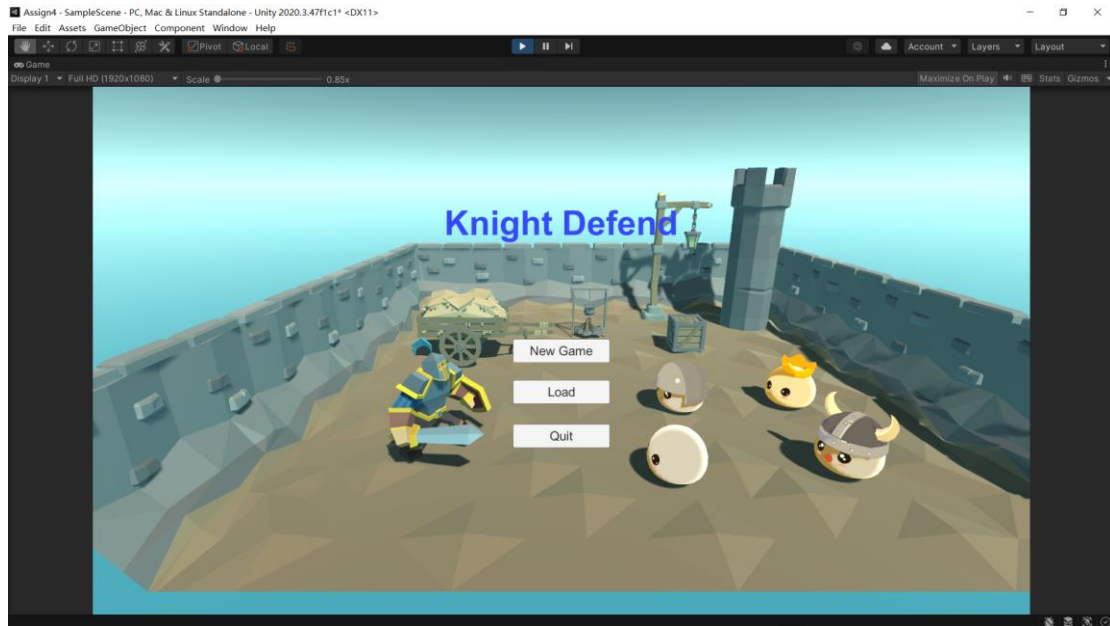 Assign4 - SampleScene - PC, Mac & Linux Standalone - Unity 2020.3.47f1c1* <DX11>
File Edit Assets GameObject Component Window Help
Pivot Local Account Layers Layout
Game
Display 1 Full HD (1920x1080) Scale 0.85x Maximize On Play Stats Gizmos
Knight Defend
New Game
Load
Quit